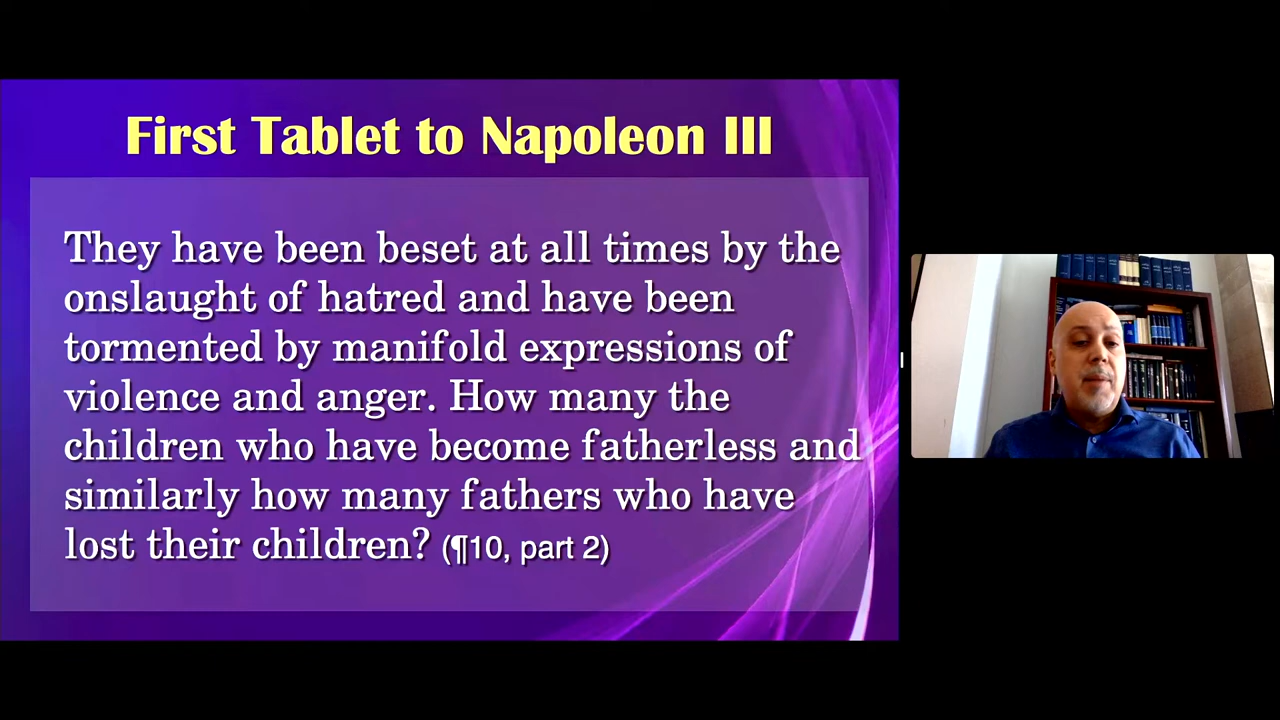 First Tablet to Napoleon III
They have been beset at all times by the
onslaught of hatred and have been
tormented by manifold expressions of
violence and anger. How many the
children who have become fatherless and
similarly how many fathers who have
lost their children? (¶10, part 2)